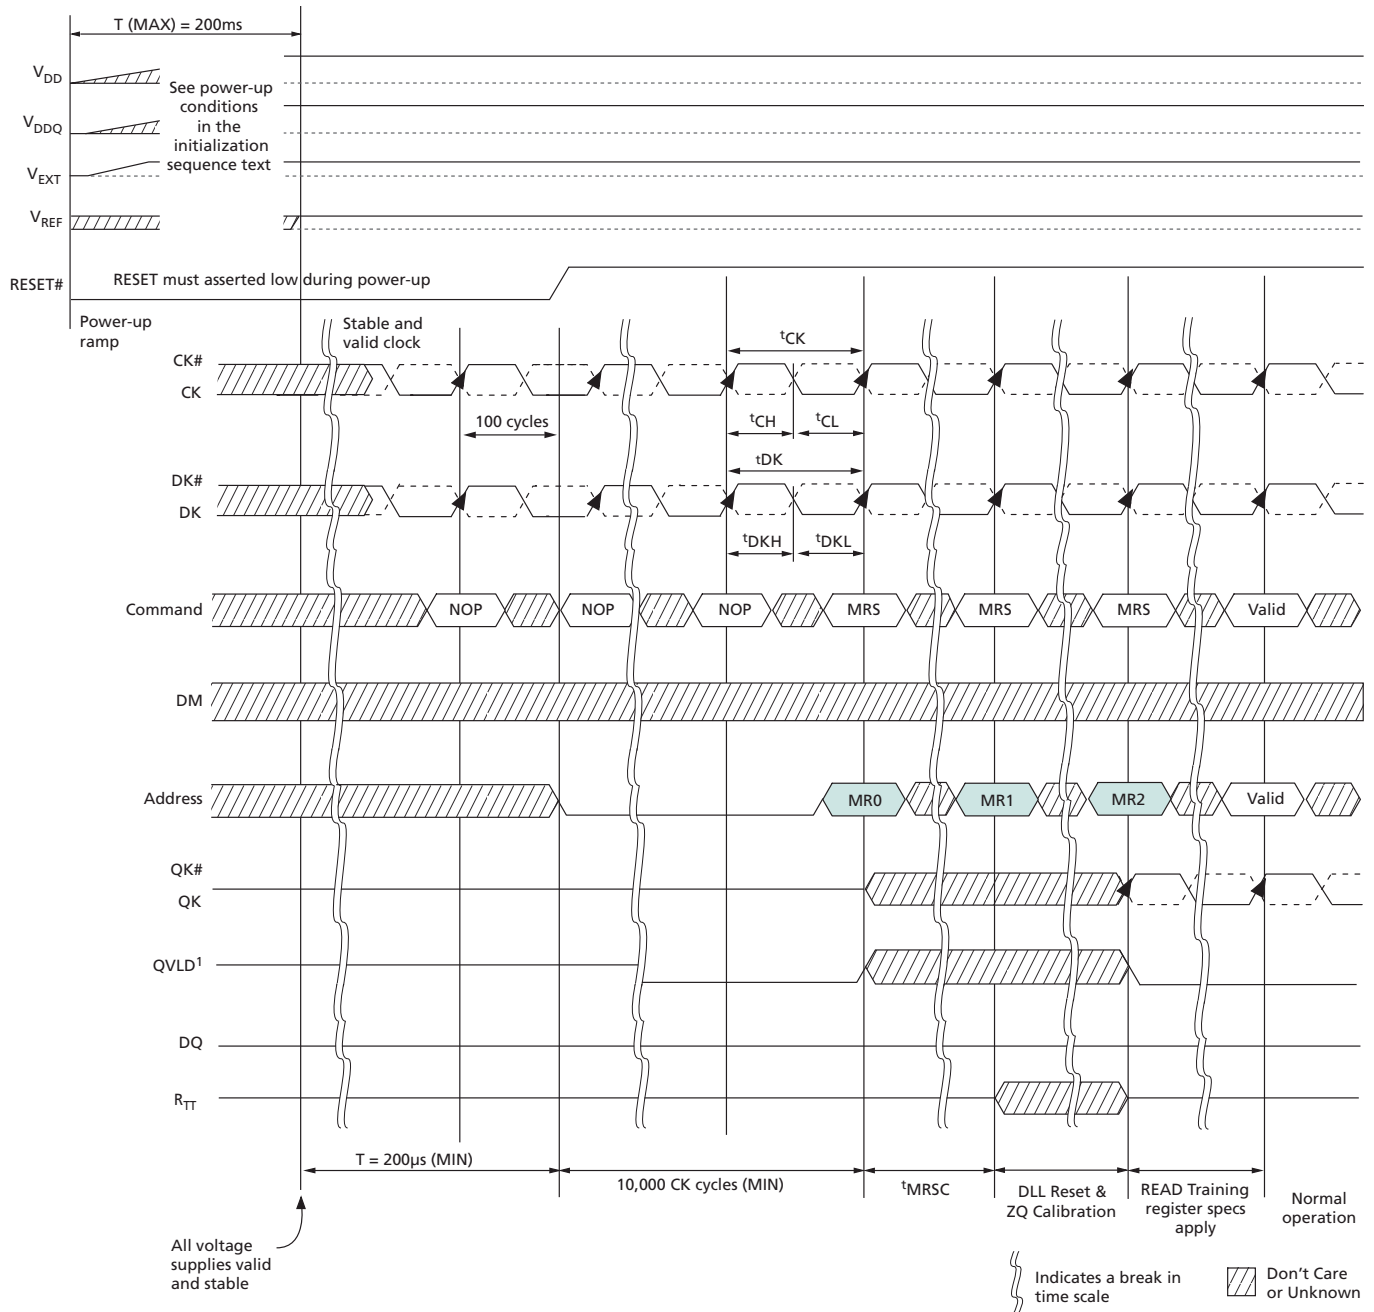 T (MAX) = 200ms
VDD
See power-up
conditions
in the
initialization
sequence text
VDDQ
VEXT
VREF
RESET#
RESET must asserted low during power-up
Power-up
ramp
Stable and
valid clock
tCK
CK#
CK
100 cycles
tCH
tCL
tDK
DK#
DK
tDKH
tDKL
Command
NOP
NOP
NOP
MRS
MRS
MRS
Valid
DM
Address
MR0
MR1
MR2
Valid
QK#
QK
QVLD1
DQ
RTT
T = 200µs (MIN)
10,000 CK cycles (MIN)
tMRSC
DLL Reset &
ZQ Calibration
READ Training
register specs
apply
Normal
operation
All voltage
supplies valid
and stable
Indicates a break in
time scale
Don't Care
or Unknown